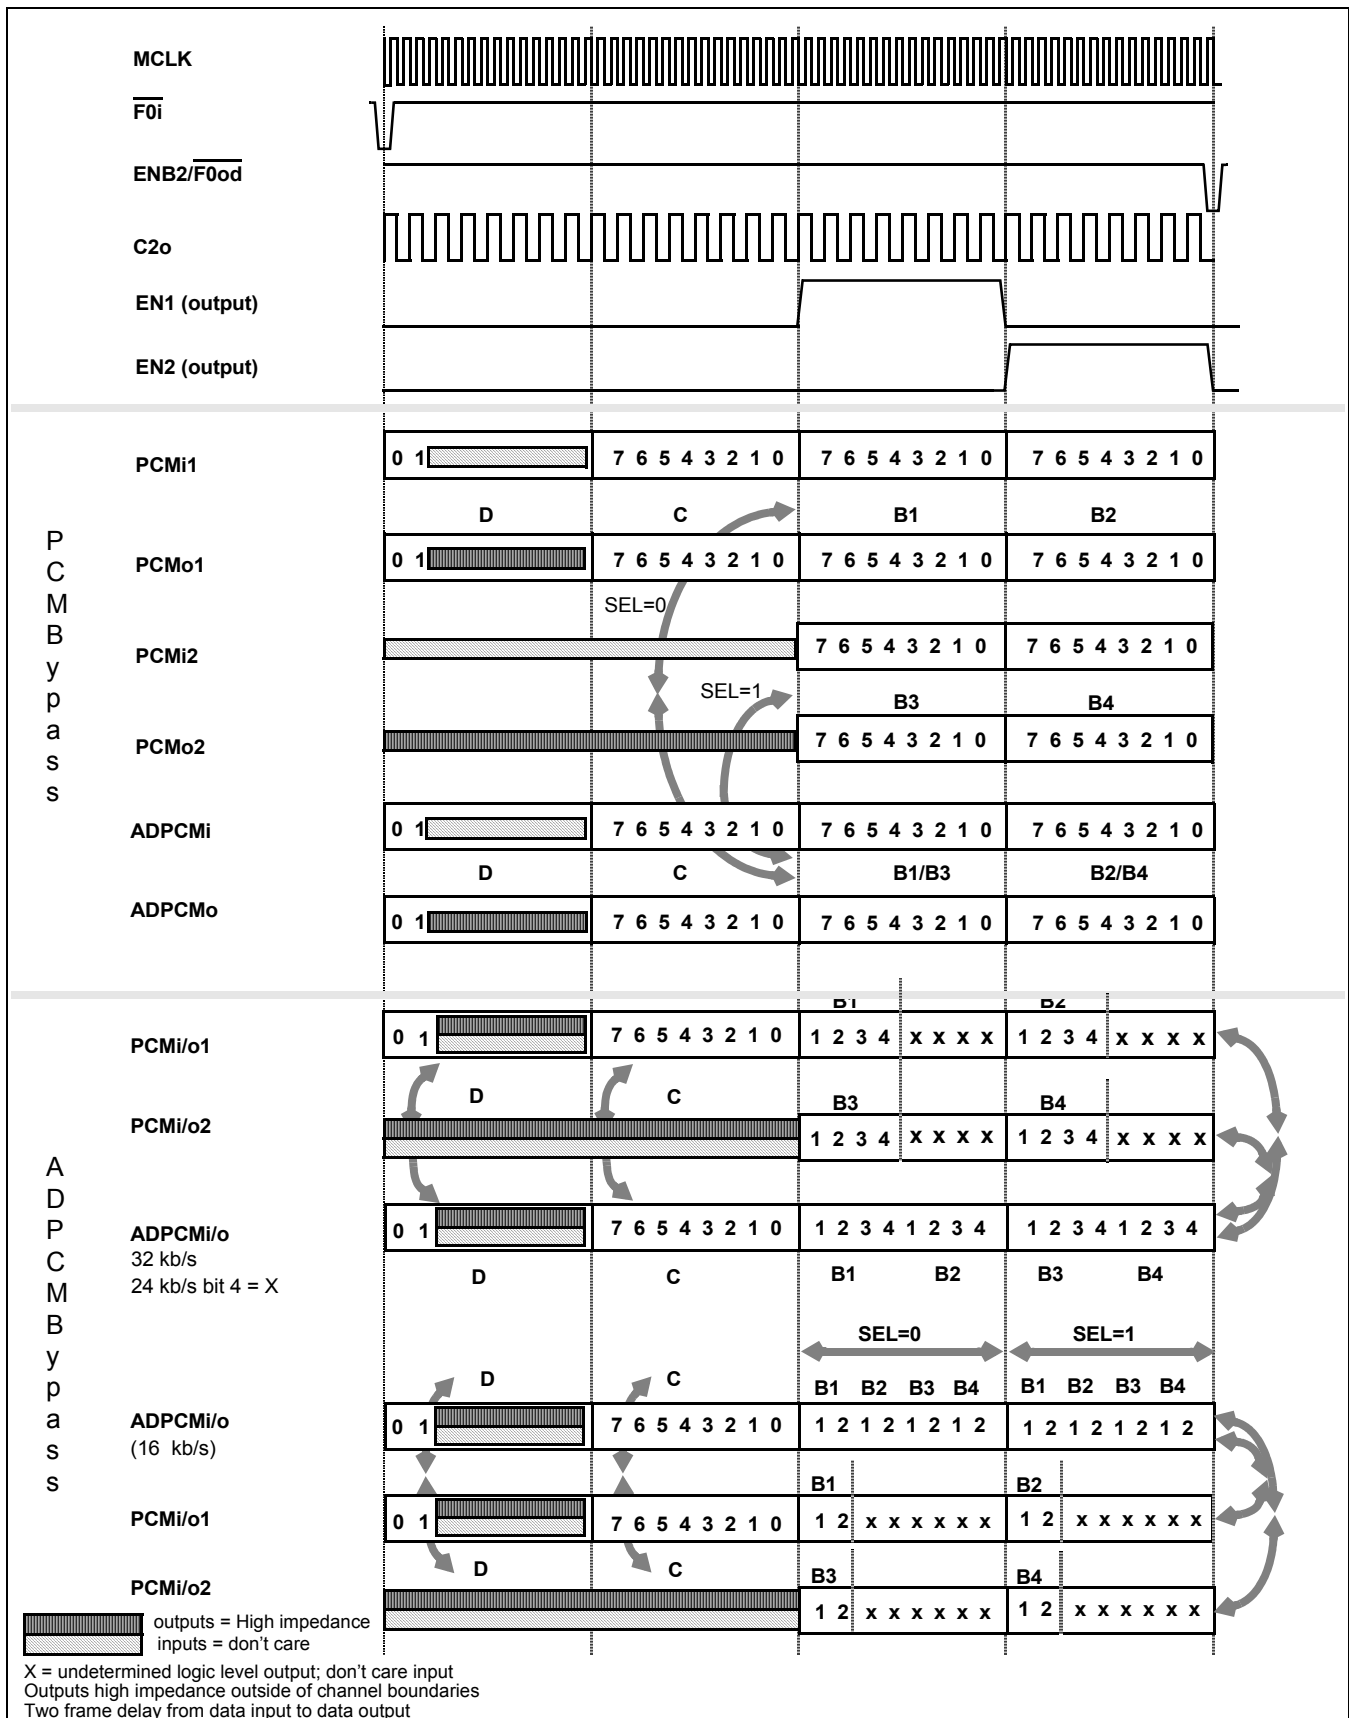 MCLK
F0i
ENB2/F0od
C2o
EN1 (output)
EN2 (output)
PCM Bypass
PCMi1
0 1 7 6 5 4 3 2 1 0 7 6 5 4 3 2 1 0 7 6 5 4 3 2 1 0
D C B1 B2
PCMo1
0 1 7 6 5 4 3 2 1 0 7 6 5 4 3 2 1 0 7 6 5 4 3 2 1 0
SEL=0
PCMi2
7 6 5 4 3 2 1 0 7 6 5 4 3 2 1 0
SEL=1
B3 B4
PCMo2
7 6 5 4 3 2 1 0 7 6 5 4 3 2 1 0
ADPCMi
0 1 7 6 5 4 3 2 1 0 7 6 5 4 3 2 1 0 7 6 5 4 3 2 1 0
D C B1/B3 B2/B4
ADPCMo
0 1 7 6 5 4 3 2 1 0 7 6 5 4 3 2 1 0 7 6 5 4 3 2 1 0
ADPCM Bypass
B1 B2
PCMi/o1
0 1 7 6 5 4 3 2 1 0 1 2 3 4 x x x x 1 2 3 4 x x x x
D C B3 B4
PCMi/o2
1 2 3 4 x x x x 1 2 3 4 x x x x
ADPCMi/o
0 1 7 6 5 4 3 2 1 0 1 2 3 4 1 2 3 4 1 2 3 4 1 2 3 4
32 kb/s
24 kb/s bit 4 = X
D C B1 B2 B3 B4
SEL=0 SEL=1
D C B1 B2 B3 B4 B1 B2 B3 B4
ADPCMi/o
0 1 7 6 5 4 3 2 1 0 1 2 1 2 1 2 1 2 1 2 1 2 1 2 1 2
(16 kb/s)
B1 B2
PCMi/o1
0 1 7 6 5 4 3 2 1 0 1 2 x x x x x x 1 2 x x x x x x
D C B3 B4
PCMi/o2
1 2 x x x x x x 1 2 x x x x x x
outputs = High impedance
inputs = don't care
X = undetermined logic level output; don't care input
Outputs high impedance outside of channel boundaries
Two frame delay from data input to data output